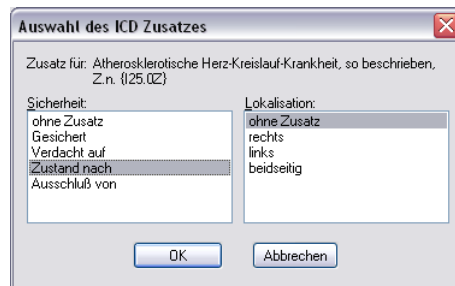 Auswahl des ICD Zusatzes
Zusatz für: Atherosklerotische Herz-Kreislauf-Krankheit, so beschrieben,
Z.n. {I25.0Z}
Sicherheit:
ohne Zusatz
Gesichert
Verdacht auf
Zustand nach
Ausschluß von
Lokalisation:
ohne Zusatz
rechts
links
beidseitig
OK
Abbrechen